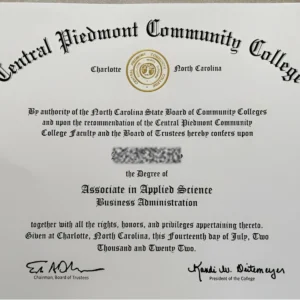 Central Piedmont Community College
Charlotte North Carolina
By authority of the North Carolina State Board of Community Colleges
and upon the recommendation of the Central Piedmont Community
College Faculty and the Board of Trustees hereby confers upon
the Degree of
Associate in Applied Science
Business Administration
together with all the rights, honors, and privileges appertaining thereto.
Given at Charlotte, North Carolina, this Fourteenth day of July, Two
Thousand and Twenty Two.
Kandi W. Deitemeyer
Chairman, Board of Trustees
President of the College